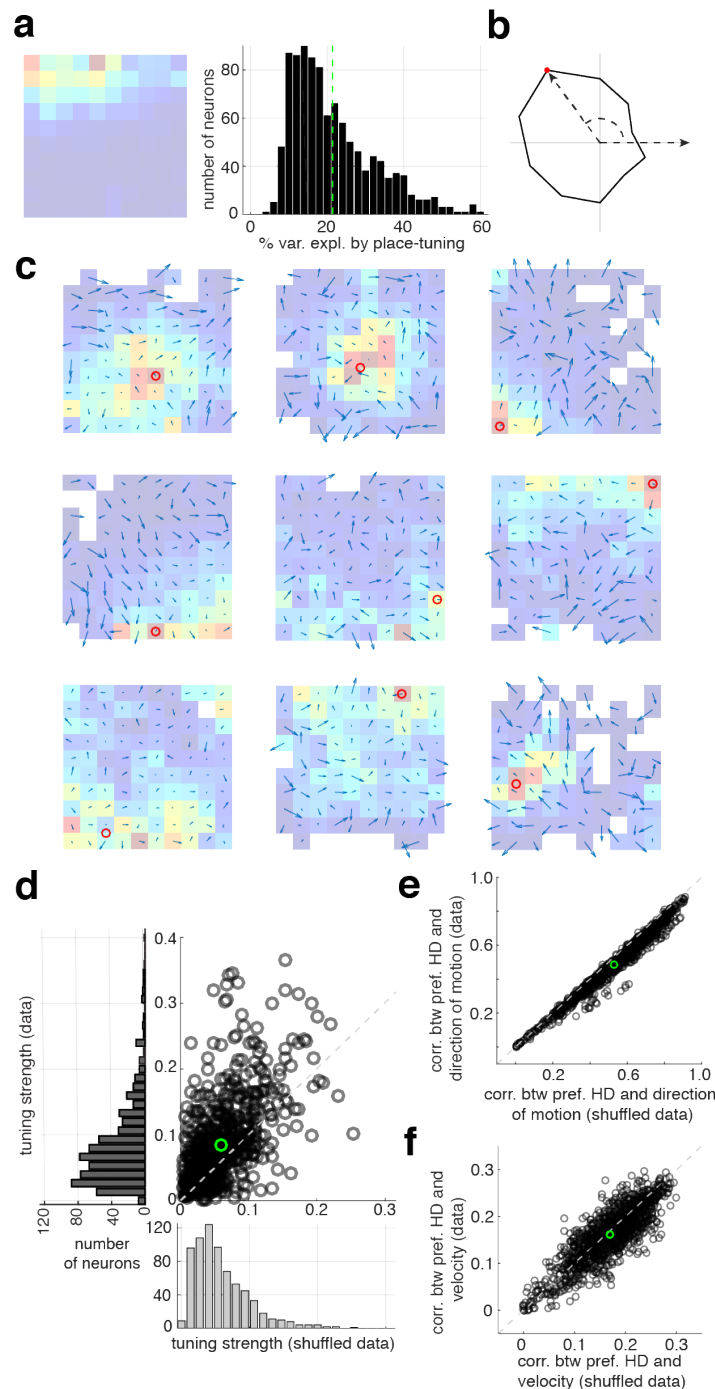 a
number of neurons
80
40
0
0
20
40
60
% var. expl. by place-tuning
b
c
d
tuning strength (data)
120
80
40
0
number
of neurons
0.4
0.3
0.2
0.1
0
0
0.1
0.2
0.3
120
80
40
0
tuning strength (shuffled data)
e
corr. btw pref. HD and
direction of motion (data)
1.0
0.6
0.2
0.2
0.6
1.0
corr. btw pref. HD and direction
of motion (shuffled data)
f
corr. btw pref. HD and
velocity (data)
0.3
0.2
0.1
0
0
0.1
0.2
0.3
corr. btw pref. HD and
velocity (shuffled data)